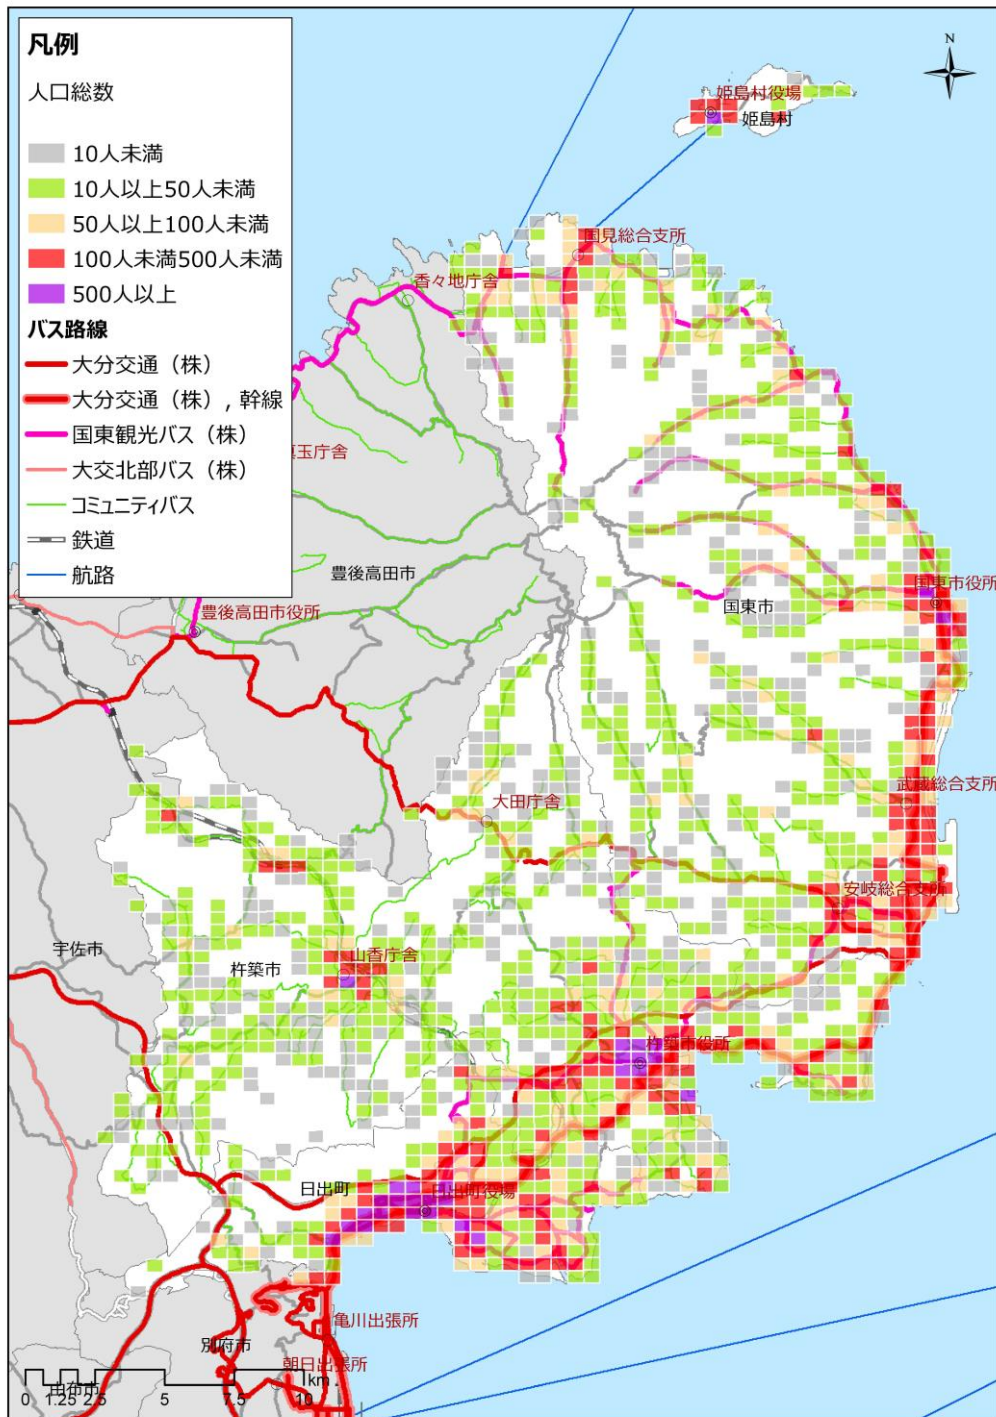 凡例
人口総数
10人未満
10人以上50人未満
50人以上100人未満
100人未満500人未満
500人以上
バス路線
大分交通（株）
大分交通（株）, 幹線
国東観光バス（株）
大交北部バス（株）
コミュニティバス
鉄道
航路
N
姫島村役場
姫島村
国見総合支所
香々地庁舎
真玉庁舎
豊後高田市
豊後高田市役所
国東市役所
国東市
武蔵総合支所
大田庁舎
安岐総合支所
宇佐市
杵築市
山香庁舎
杵築市役所
日出町
日出町役場
亀川出張所
別府市
朝日出張所
由布市
km
0 1.25 2.5 5 7.5 10